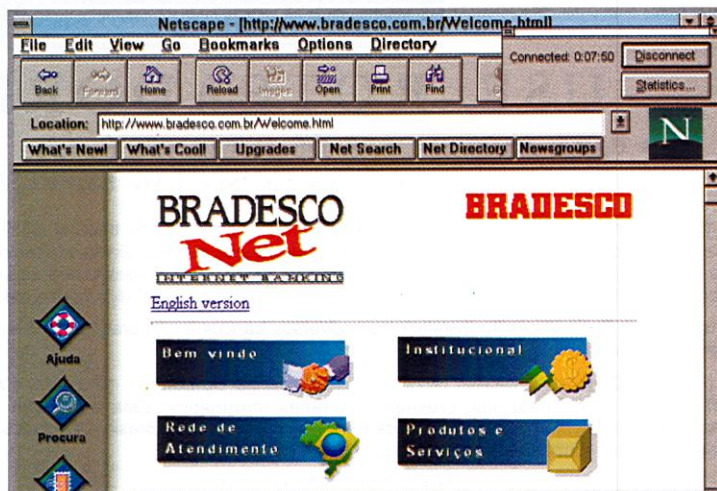 Netscape - [http://www.bradesco.com.br/Welcome.html]
File Edit View Go Bookmarks Options Directory
Connected: 0:07:50
Disconnect
Statistics...
Back Forward Home Reload Images Open Print Find
Location: http://www.bradesco.com.br/Welcome.html
N
What's New! What's Cool! Upgrades Net Search Net Directory Newsgroups
BRADESCO
Net
INTERNET BANKING
BRADESCO
English version
Ajuda
Procura
Bem vindo
Institucional
Rede de
Atendimento
Produtos e
Serviços